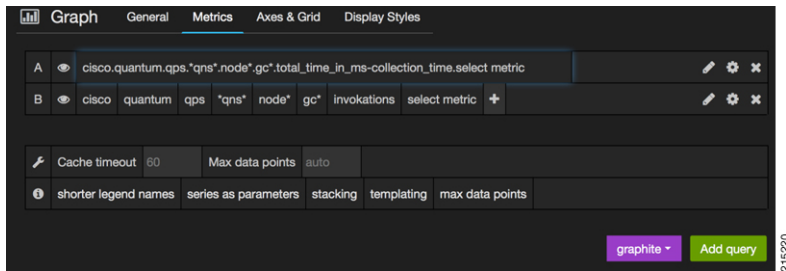 Graph General Metrics Axes & Grid Display Styles
A cisco.quantum.qps.*qns*.node*.gc*.total_time_in_ms-collection_time.select metric
B cisco quantum qps *qns* node* gc* invokations select metric +
Cache timeout 60 Max data points auto
shorter legend names series as parameters stacking templating max data points
graphite Add query